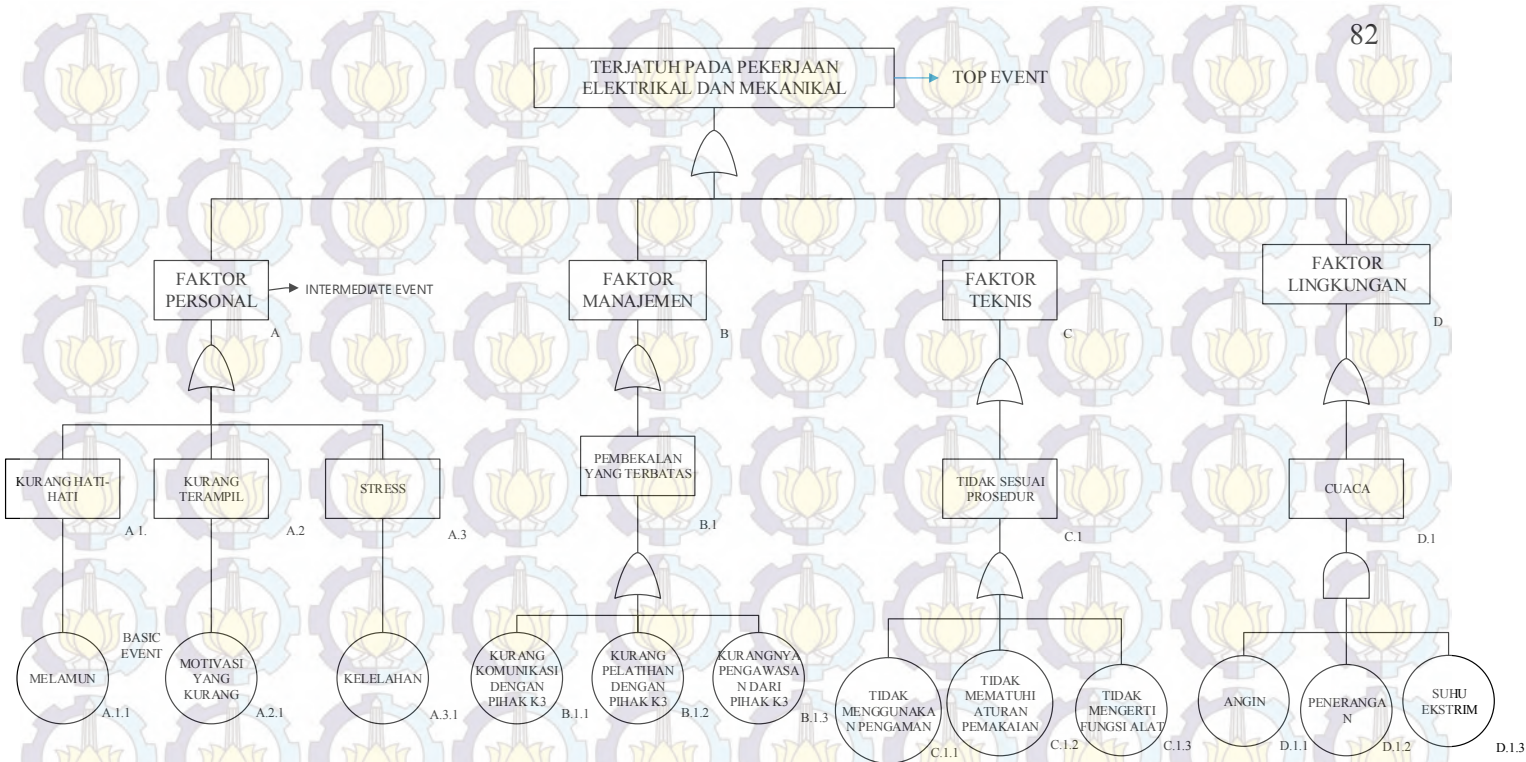 82
TERJATUH PADA PEKERJAAN
ELEKTRIKAL DAN MEKANIKAL
TOP EVENT
FAKTOR
PERSONAL
INTERMEDIATE EVENT
A
FAKTOR
MANAJEMEN
B
FAKTOR
TEKNIS
C
FAKTOR
LINGKUNGAN
D
KURANG HATI-
HATI
A.1.
KURANG
TERAMPIL
A.2
STRESS
A.3
PEMBEKALAN
YANG TERBATAS
B.1
TIDAK SESUAI
PROSEDUR
C.1
CUACA
D.1
BASIC
EVENT
MELAMUN
A.1.1
MOTIVASI
YANG
KURANG
A.2.1
KELELAHAN
A.3.1
KURANG
KOMUNIKASI
DENGAN
PIHAK K3
B.1.1
KURANG
PELATIHAN
DENGAN
PIHAK K3
B.1.2
KURANGNYA
PENGAWASA
N DARI
PIHAK K3
B.1.3
TIDAK
MENGGUNAKA
N PENGAMAN
C.1.1
TIDAK
MEMATUHI
ATURAN
PEMAKAIAN
C.1.2
TIDAK
MENGERTI
FUNGSI ALAT
C.1.3
ANGIN
D.1.1
PENERANGA
N
D.1.2
SUHU
EKSTRIM
D.1.3